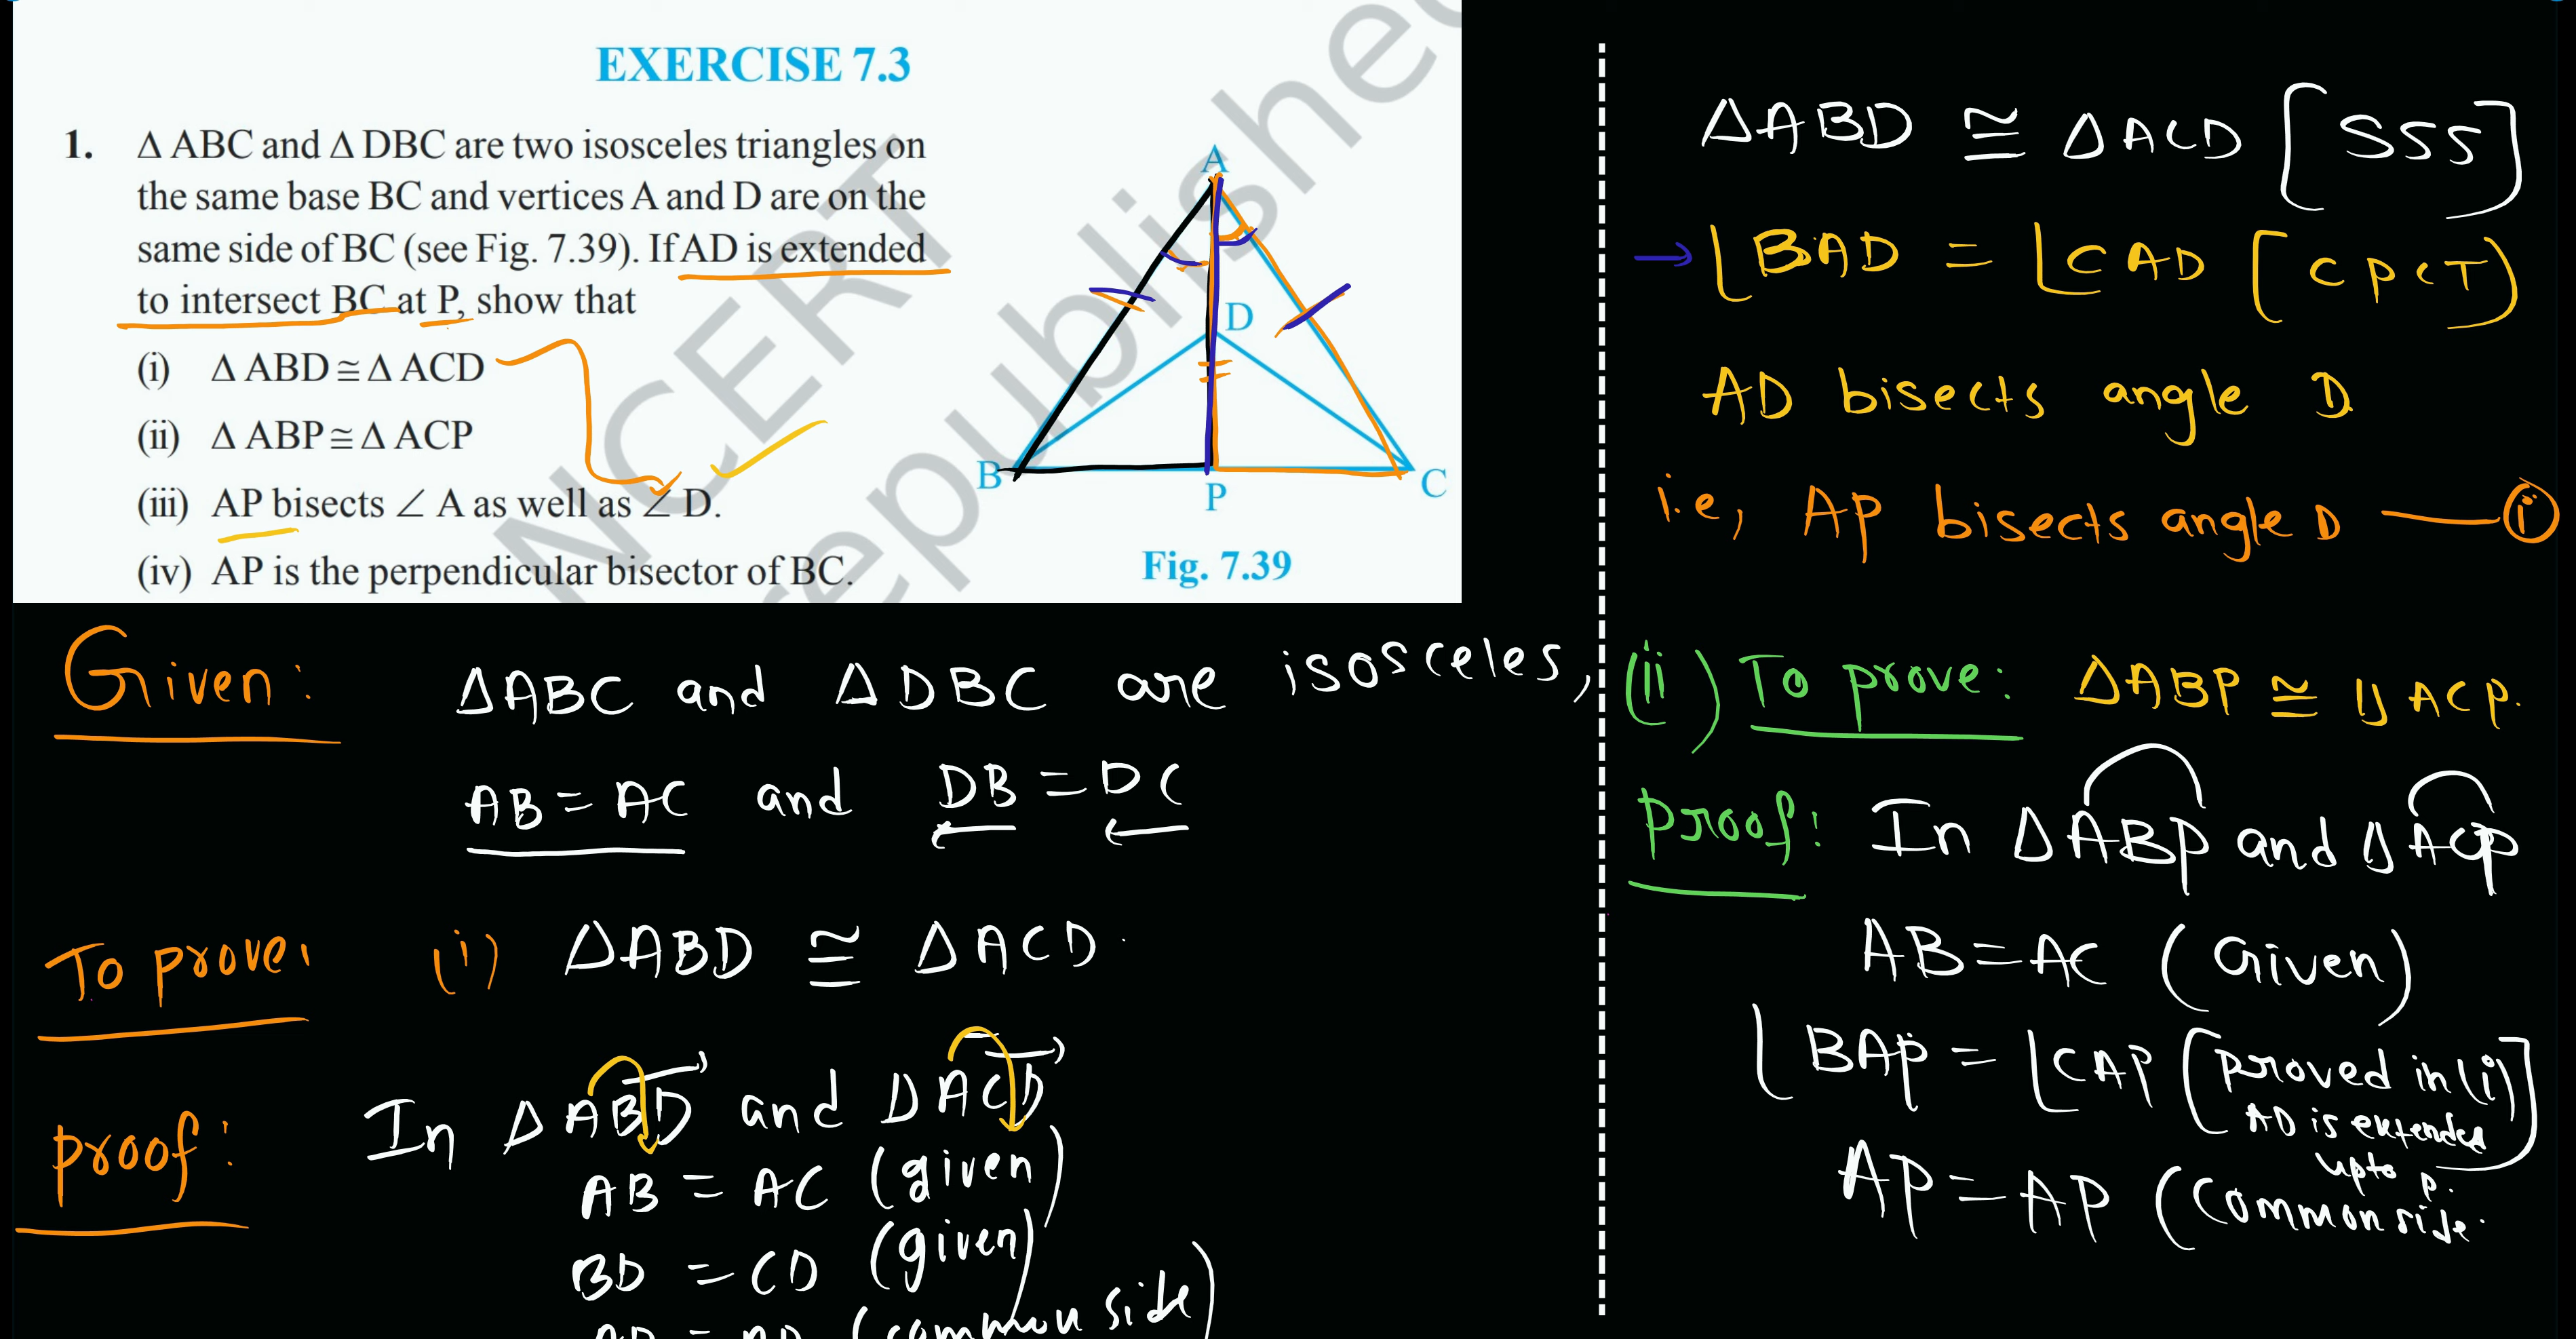 EXERCISE 7.3
1. Δ ABC and Δ DBC are two isosceles triangles on
the same base BC and vertices A and D are on the
same side of BC (see Fig. 7.39). If AD is extended
to intersect BC at P, show that
(i) Δ ABD ≅ Δ ACD
(ii) Δ ABP ≅ Δ ACP
(iii) AP bisects ∠ A as well as ∠ D.
(iv) AP is the perpendicular bisector of BC.
A
D
B
P
C
Fig. 7.39
NCERT
republished
Given:
ΔABC and ΔDBC are isosceles,
AB = AC and DB = DC
To prove:
(i) ΔABD ≅ ΔACD.
proof:
In ΔABD and ΔACD
AB = AC (given)
BD = CD (given)
AD = AD (common side)
ΔABD ≅ ΔACD [SSS]
→ ∠BAD = ∠CAD [CPCT)
AD bisects angle D
i.e, AP bisects angle D — (i)
(ii) To prove: ΔABP ≅ ΔACP.
proof: In ΔABP and ΔACP
AB = AC (Given)
∠BAP = ∠CAP [proved in (i)]
AD is extended
upto P.
AP = AP (Common side.